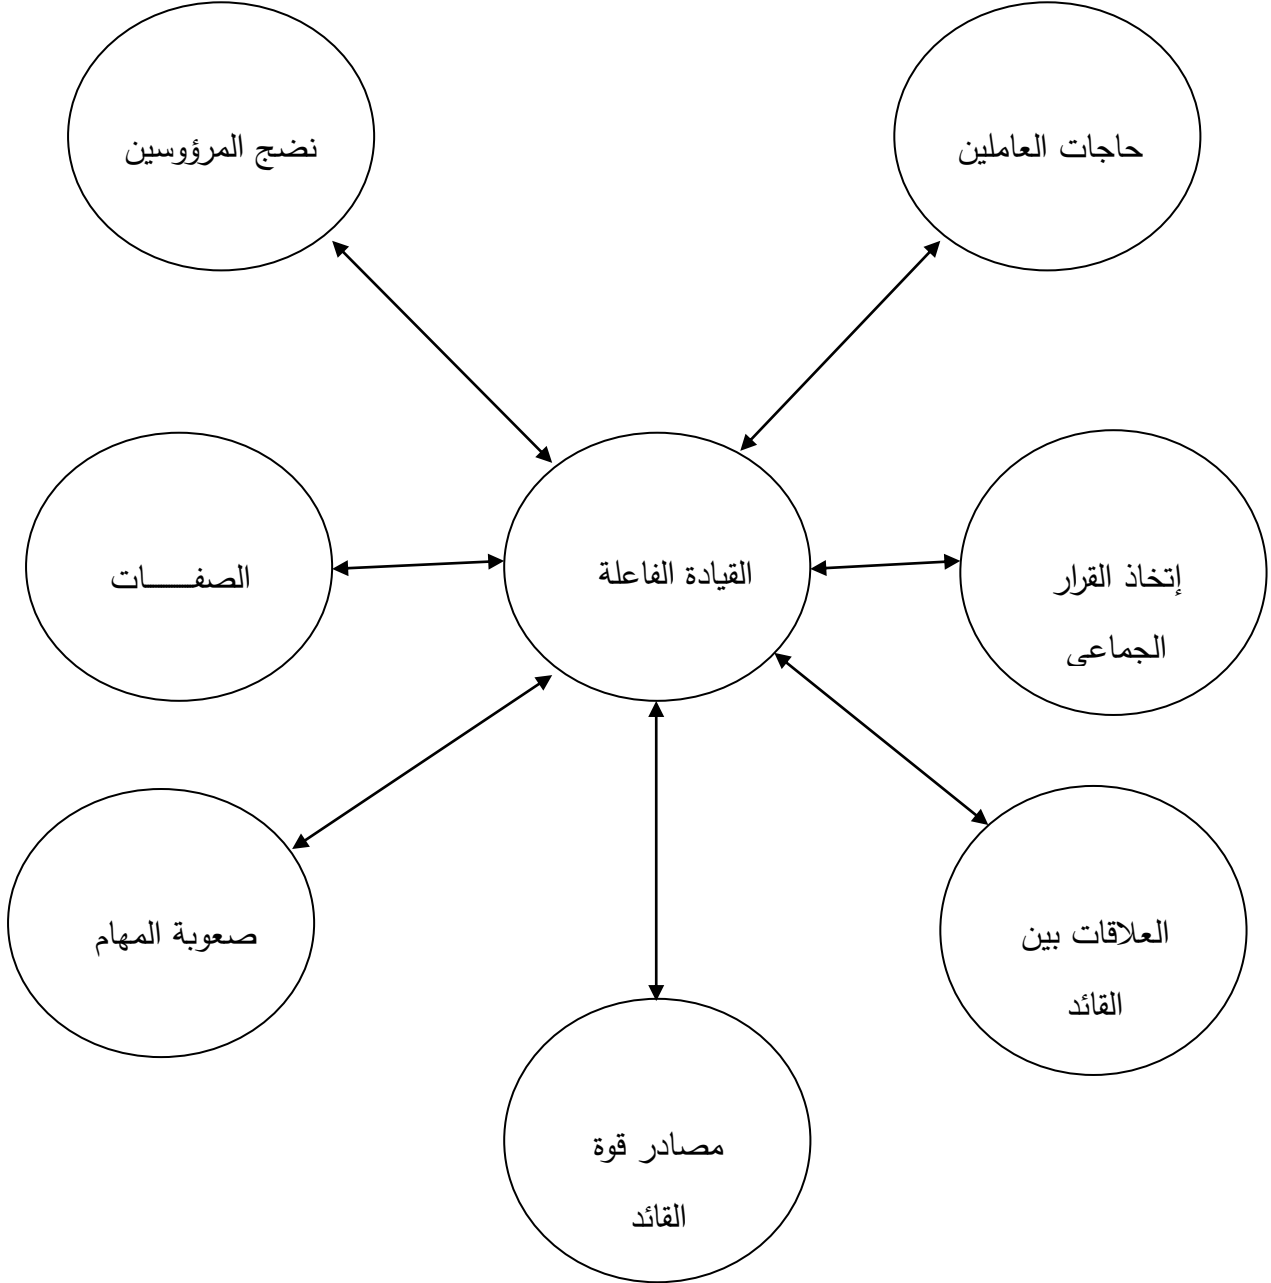 حاجات العاملين
نضج المرؤوسين
القيادة الفاعلة
إتخاذ القرار
الجماعى
الصفـــــات
العلاقات بين
القائد
صعوبة المهام
مصادر قوة
القائد